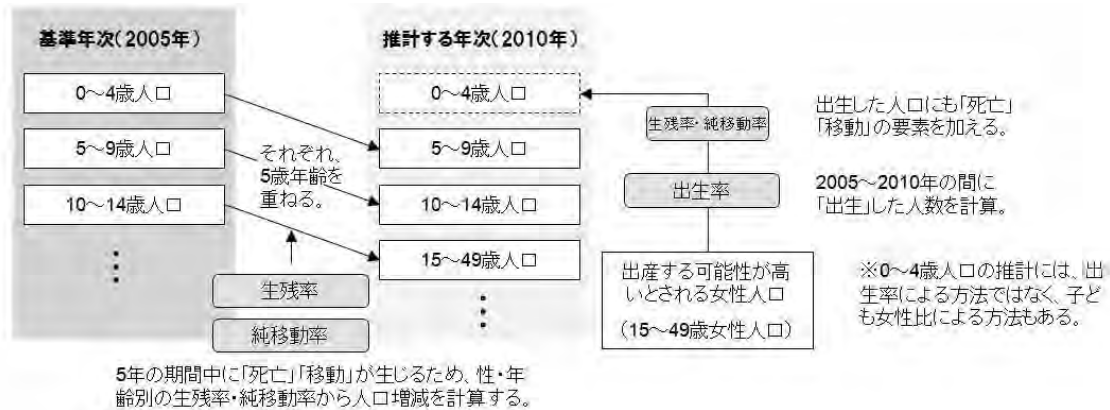 基準年次（2005年）
0～4歳人口
5～9歳人口
10～14歳人口
それぞれ、
5歳年齢を
重ねる。
生残率
純移動率
5年の期間中に「死亡」「移動」が生じるため、性・年
齢別の生残率・純移動率から人口増減を計算する。
推計する年次（2010年）
0～4歳人口
5～9歳人口
10～14歳人口
15～49歳人口
生残率・純移動率
出生率
出産する可能性が高
いとされる女性人口
（15～49歳女性人口）
出生した人口にも「死亡」
「移動」の要素を加える。
2005～2010年の間に
「出生」した人数を計算。
※0～4歳人口の推計には、出
生率による方法ではなく、子ど
も女性比による方法もある。